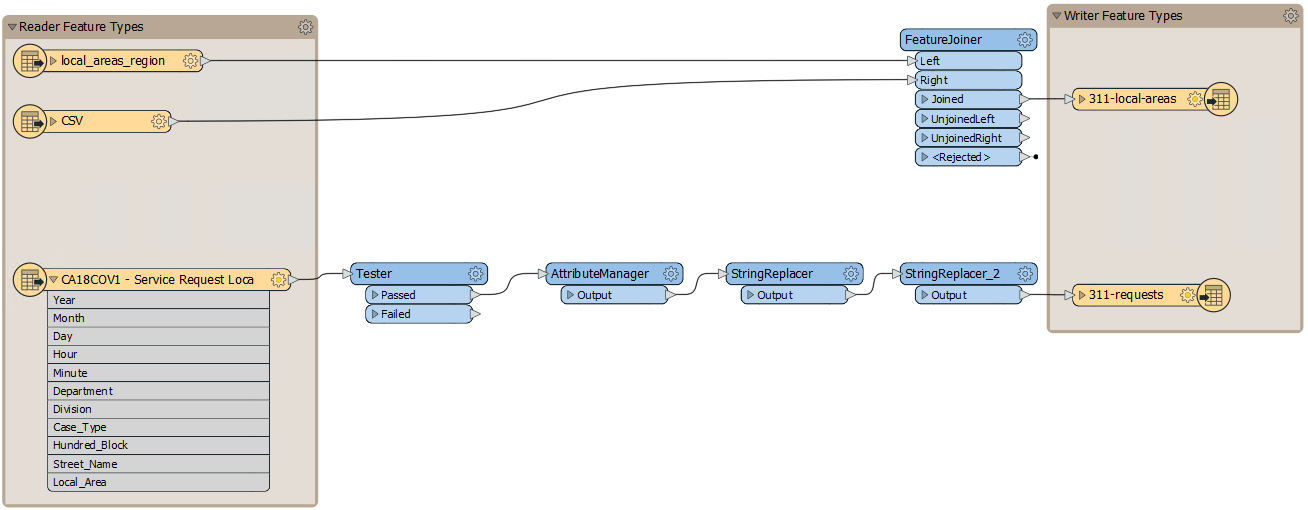 Reader Feature Types
local_areas_region
CSV
CA18COV1 - Service Request Loca
Year
Month
Day
Hour
Minute
Department
Division
Case_Type
Hundred_Block
Street_Name
Local_Area
Tester
Passed
Failed
AttributeManager
Output
StringReplacer
Output
FeatureJoiner
Left
Right
Joined
UnjoinedLeft
UnjoinedRight
<Rejected>
StringReplacer_2
Output
Writer Feature Types
311-local-areas
311-requests